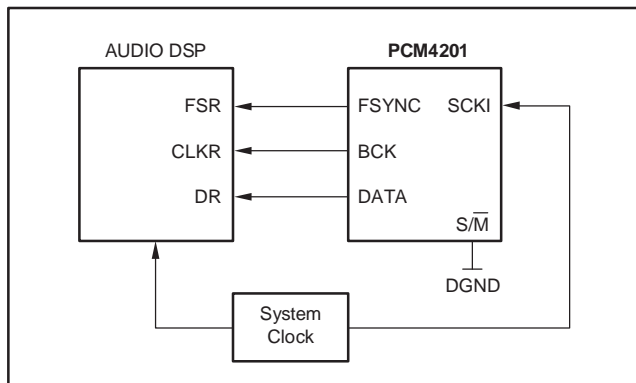 AUDIO DSP
PCM4201
FSR
FSYNC
SCKI
CLKR
BCK
DR
DATA
S/M̅
DGND
System
Clock